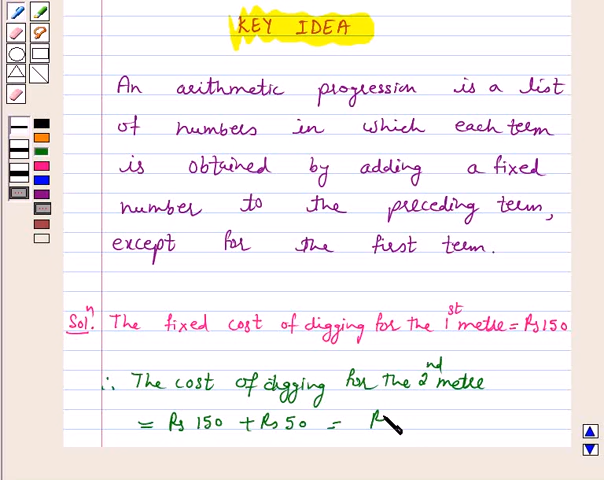 KEY IDEA
An arithmetic progression is a list
of numbers in which each term
is obtained by adding a fixed
number to the preceding term,
except for the first term.
Solⁿ. The fixed cost of digging for the 1st metre = Rs 150
∴ The cost of digging for the 2nd metre
= Rs 150 + Rs 50 = R